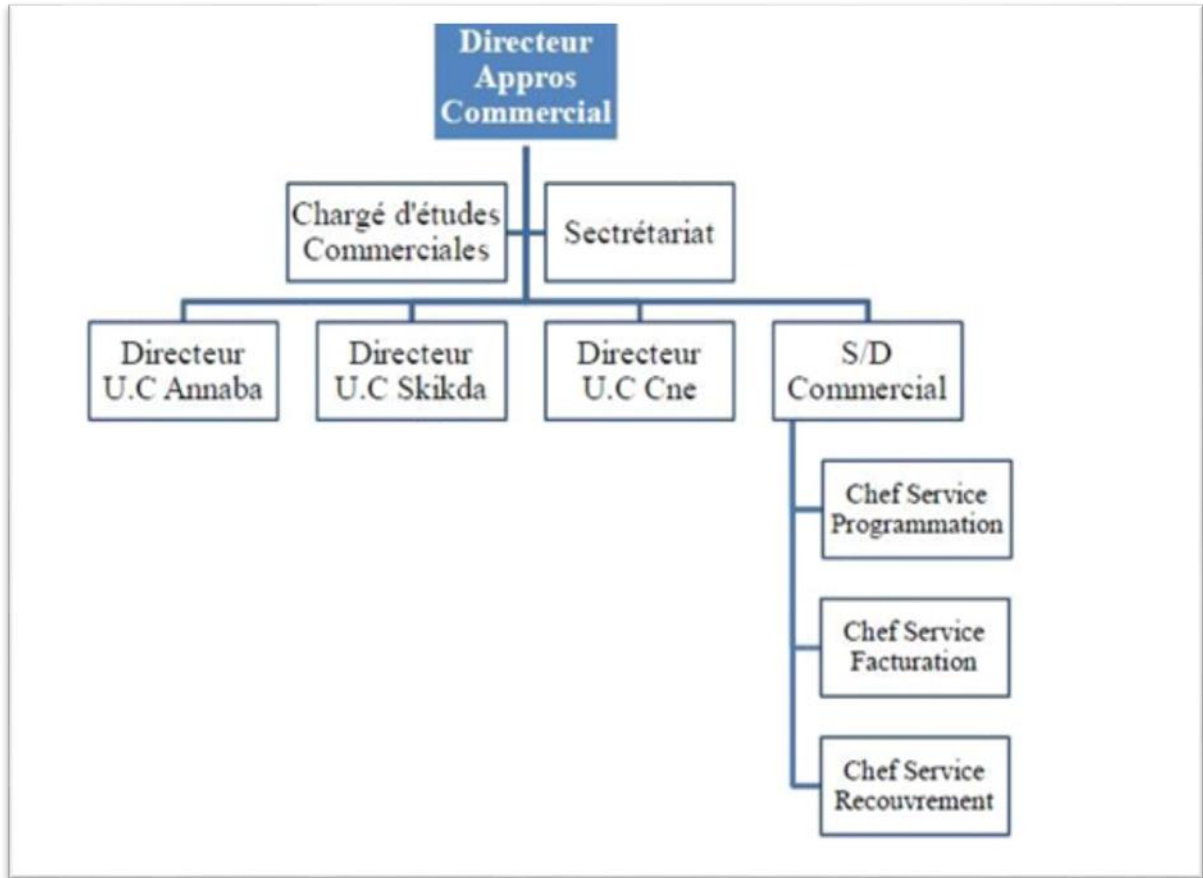 Directeur
Appros
Commercial
Chargé d'études
Commerciales
Sectrétariat
Directeur
U.C Annaba
Directeur
U.C Skikda
Directeur
U.C Cne
S/D
Commercial
Chef Service
Programmation
Chef Service
Facturation
Chef Service
Recouvrement